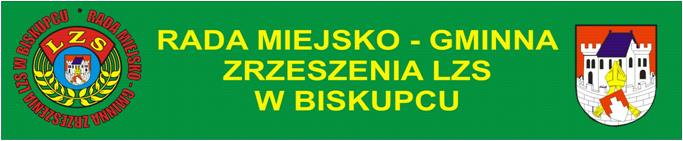 RADA MIEJSKO - GMINNA ZRZESZENIA LZS W BISKUPCU
LZS
RADA MIEJSKO - GMINNA
ZRZESZENIA LZS
W BISKUPCU